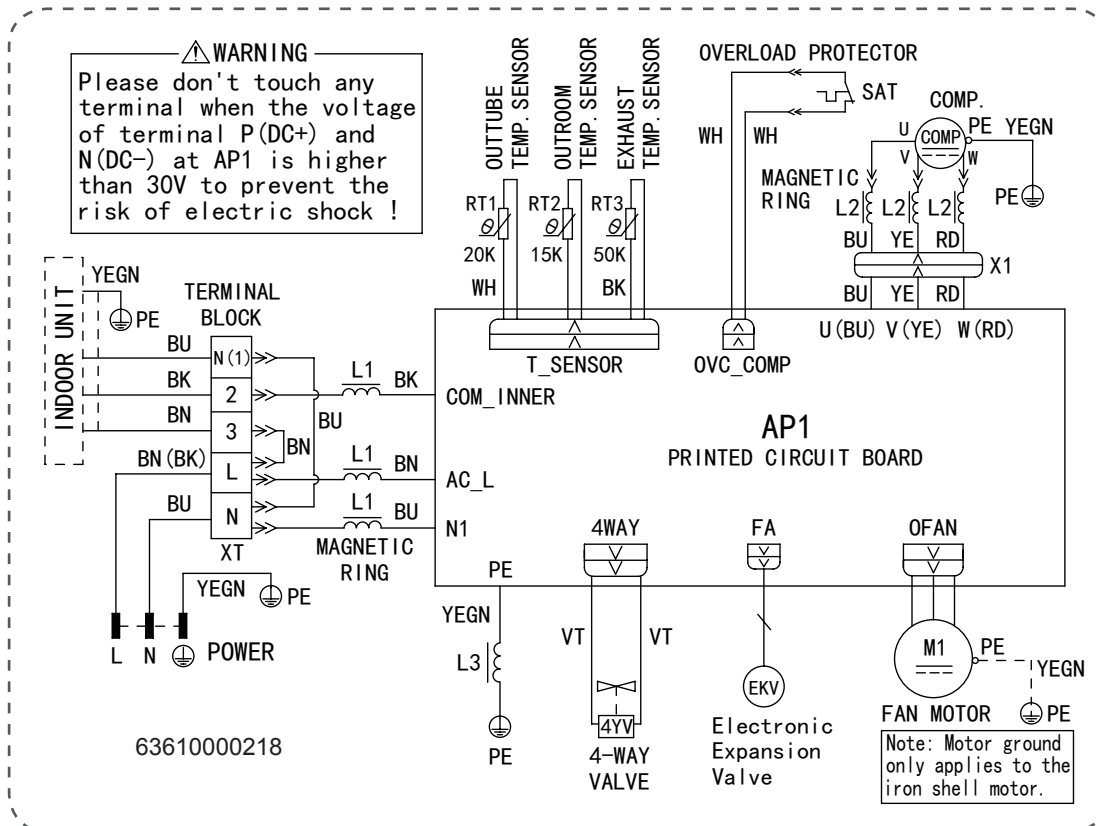 WARNING
Please don't touch any
terminal when the voltage
of terminal P(DC+) and
N(DC-) at AP1 is higher
than 30V to prevent the
risk of electric shock !
OUTTUBE
TEMP. SENSOR
OUTROOM
TEMP. SENSOR
EXHAUST
TEMP. SENSOR
RT1
RT2
RT3
θ
θ
θ
20K
15K
50K
WH
BK
T_SENSOR
OVERLOAD PROTECTOR
SAT
WH
WH
OVC_COMP
COMP.
U
COMP
PE
YEGN
V
W
PE
MAGNETIC
RING
L2
L2
L2
BU
YE
RD
X1
BU
YE
RD
U(BU)
V(YE)
W(RD)
INDOOR UNIT
YEGN
PE
TERMINAL
BLOCK
BU
N(1)
BK
2
BN
3
BN(BK)
L
BU
N
XT
BU
BN
L1
BK
COM_INNER
L1
BN
AC_L
L1
BU
N1
MAGNETIC
RING
YEGN
PE
L
N
POWER
AP1
PRINTED CIRCUIT BOARD
PE
YEGN
L3
PE
4WAY
VT
VT
4YV
4-WAY
VALVE
FA
EKV
Electronic
Expansion
Valve
OFAN
M1
PE
YEGN
FAN MOTOR
PE
Note: Motor ground
only applies to the
iron shell motor.
63610000218